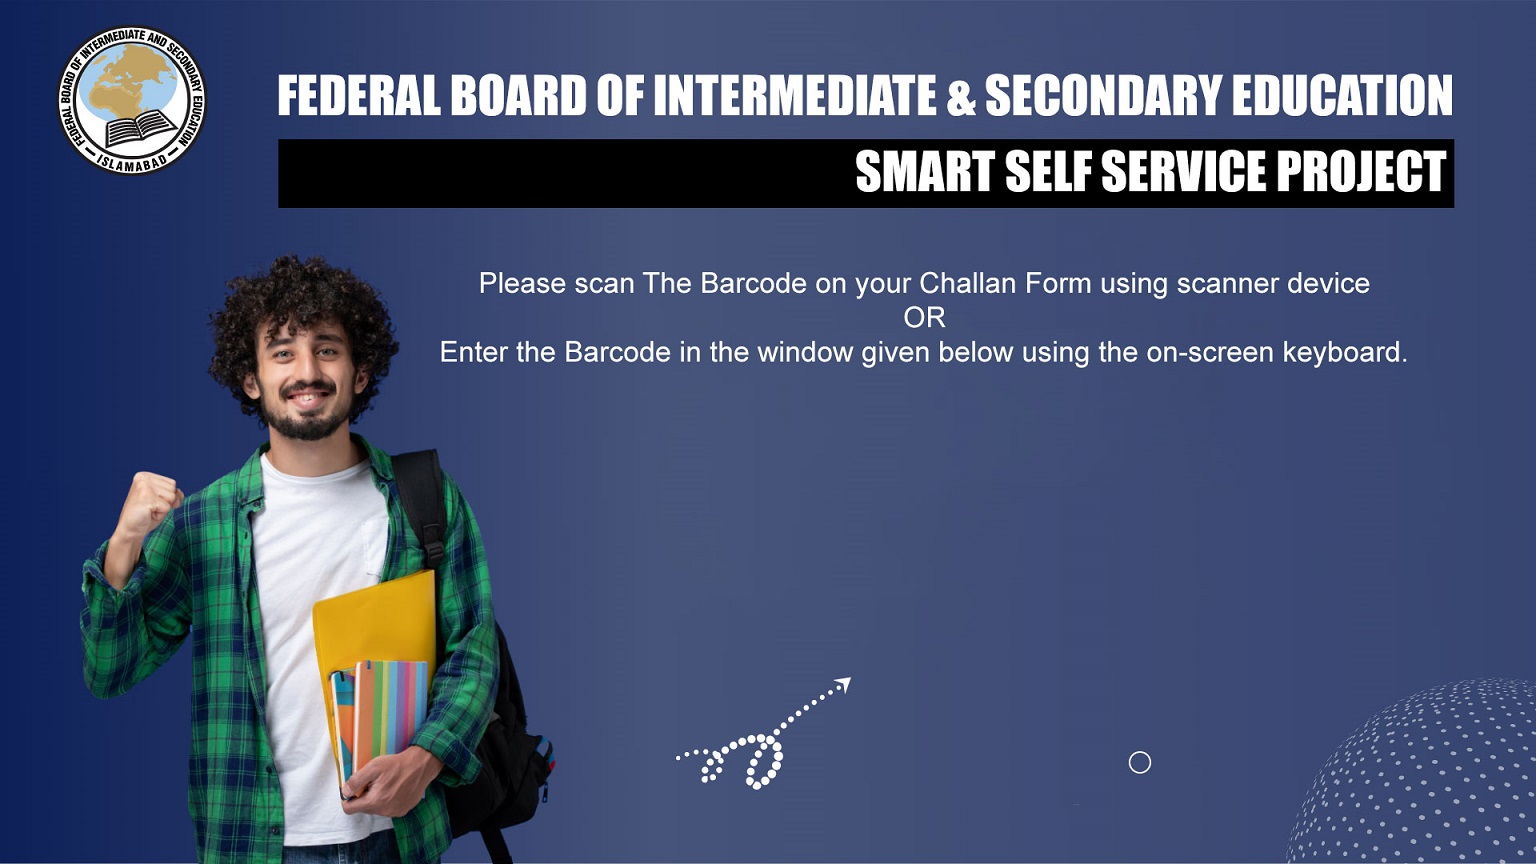 FEDERAL BOARD OF INTERMEDIATE AND SECONDARY EDUCATION
ISLAMABAD
FEDERAL BOARD OF INTERMEDIATE & SECONDARY EDUCATION
SMART SELF SERVICE PROJECT
Please scan The Barcode on your Challan Form using scanner device
OR
Enter the Barcode in the window given below using the on-screen keyboard.